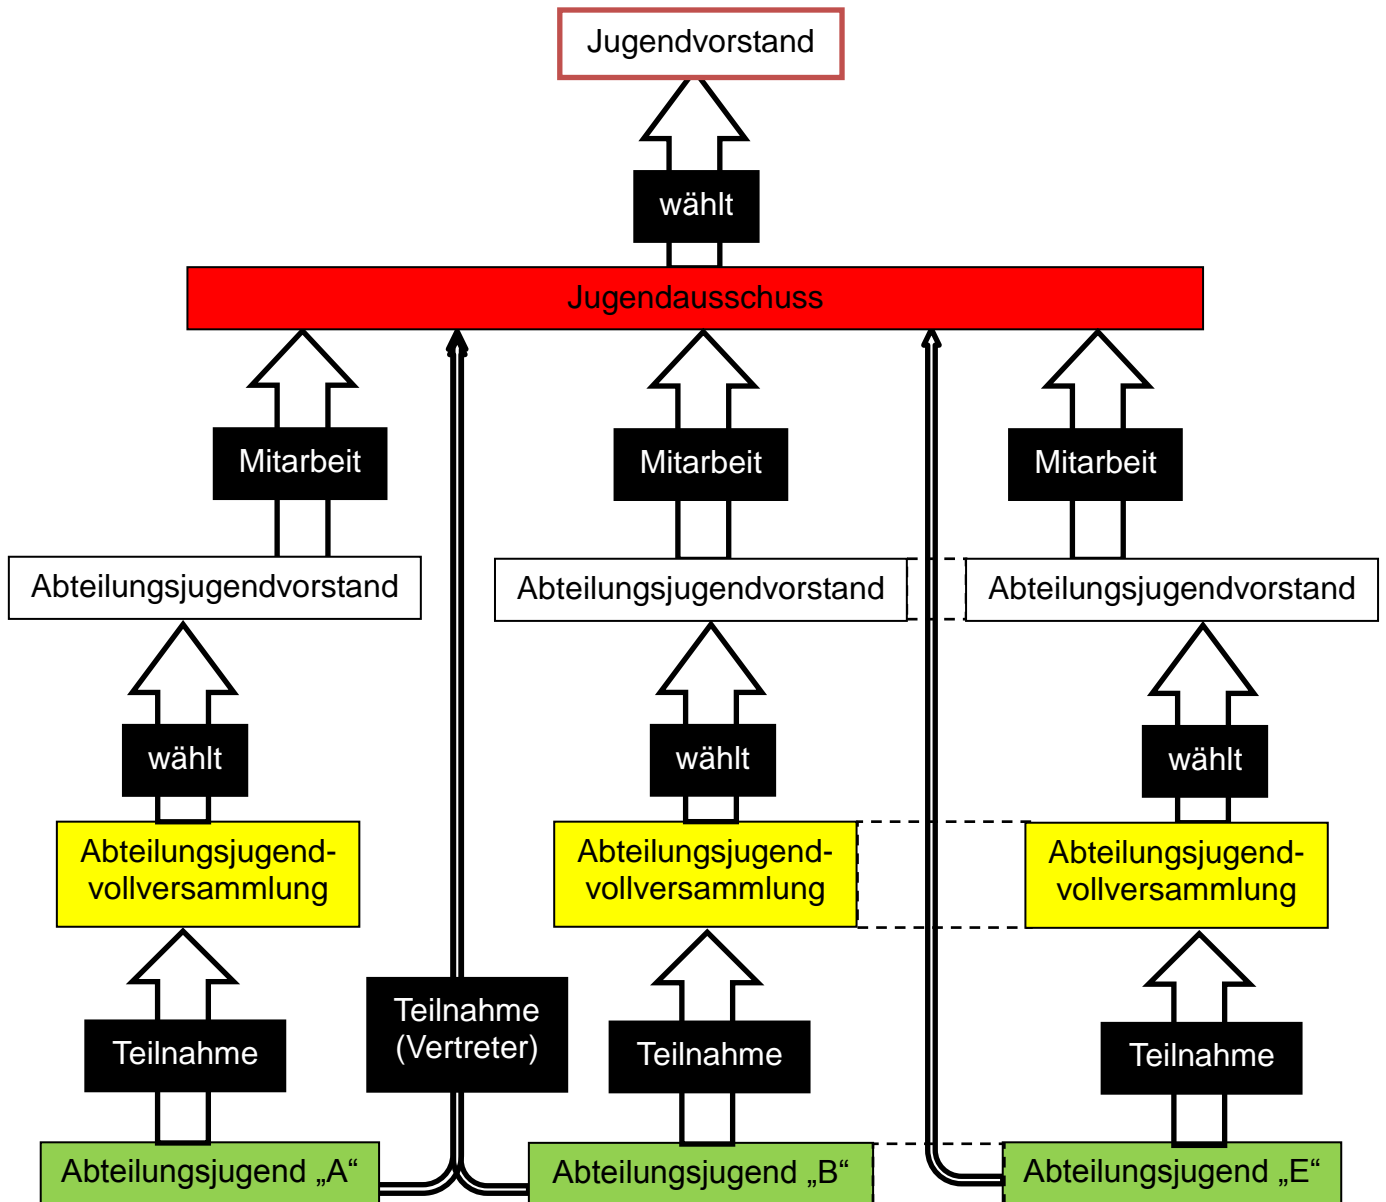 Jugendvorstand
wählt
Jugendausschuss
Mitarbeit
Mitarbeit
Mitarbeit
Abteilungsjugendvorstand
Abteilungsjugendvorstand
Abteilungsjugendvorstand
wählt
wählt
wählt
Abteilungsjugend-
vollversammlung
Abteilungsjugend-
vollversammlung
Abteilungsjugend-
vollversammlung
Teilnahme
Teilnahme
(Vertreter)
Teilnahme
Teilnahme
Abteilungsjugend „A“
Abteilungsjugend „B“
Abteilungsjugend „E“